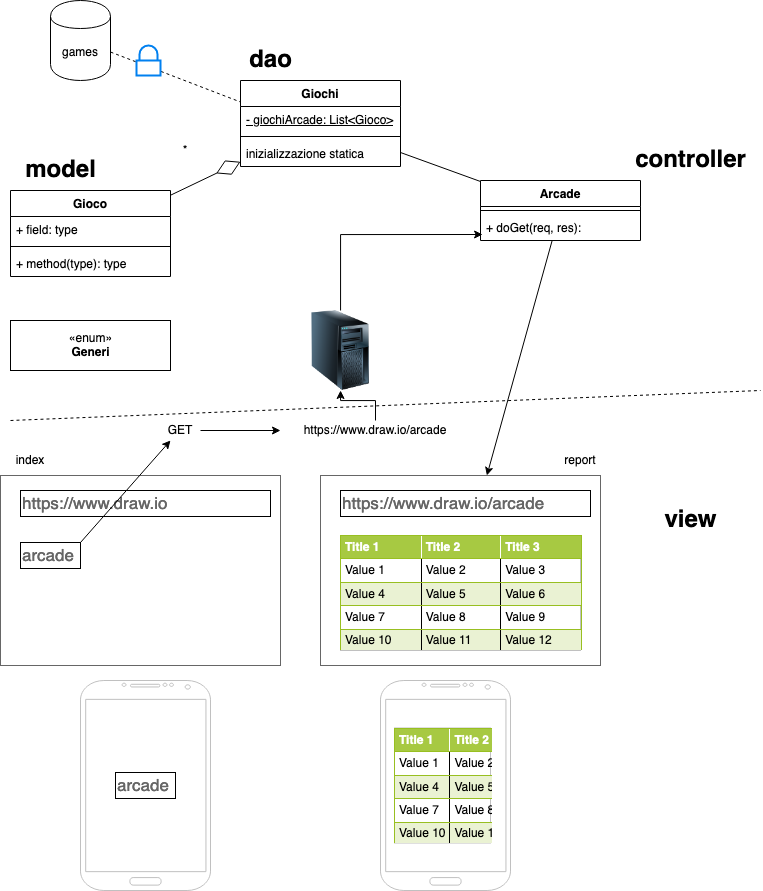 games
dao
Giochi
- giochiArcade: List<Gioco>
inizializzazione statica
*
model
Gioco
+ field: type
+ method(type): type
controller
Arcade
+ doGet(req, res):
«enum»
Generi
GET
https://www.draw.io/arcade
index
https://www.draw.io
arcade
report
https://www.draw.io/arcade
Title 1 Title 2 Title 3
Value 1 Value 2 Value 3
Value 4 Value 5 Value 6
Value 7 Value 8 Value 9
Value 10 Value 11 Value 12
view
arcade
Title 1 Title 2
Value 1 Value 2
Value 4 Value 5
Value 7 Value 8
Value 10 Value 1